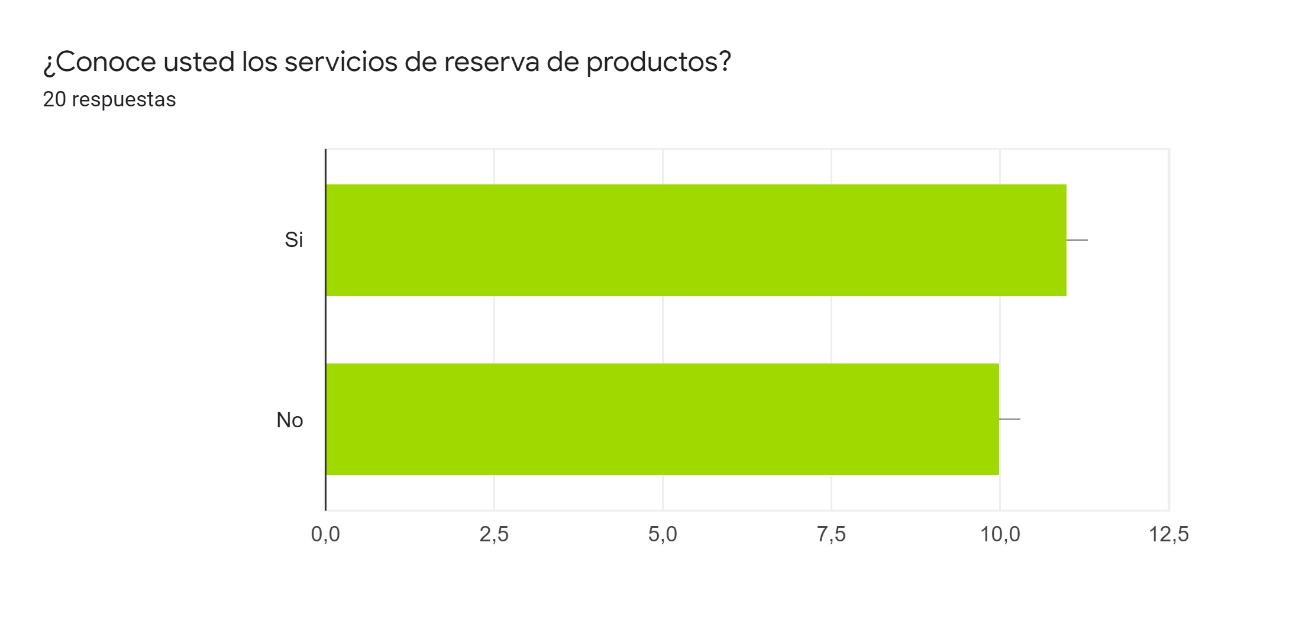 ¿Conoce usted los servicios de reserva de productos?
20 respuestas
Si
No
0,0 2,5 5,0 7,5 10,0 12,5